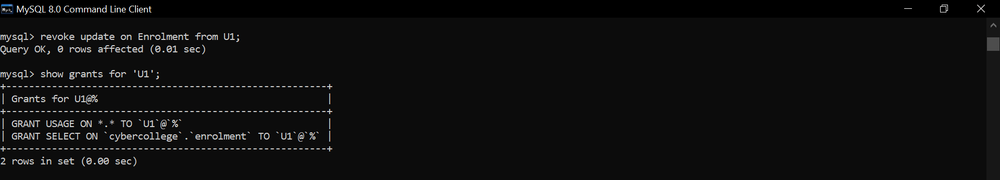 MySQL 8.0 Command Line Client
mysql> revoke update on Enrolment from U1;
Query OK, 0 rows affected (0.01 sec)
mysql> show grants for 'U1';
+--------------------------------------------------------+
| Grants for U1@%                                        |
+--------------------------------------------------------+
| GRANT USAGE ON *.* TO `U1`@`%`                         |
| GRANT SELECT ON `cybercollege`.`enrolment` TO `U1`@`%` |
+--------------------------------------------------------+
2 rows in set (0.00 sec)